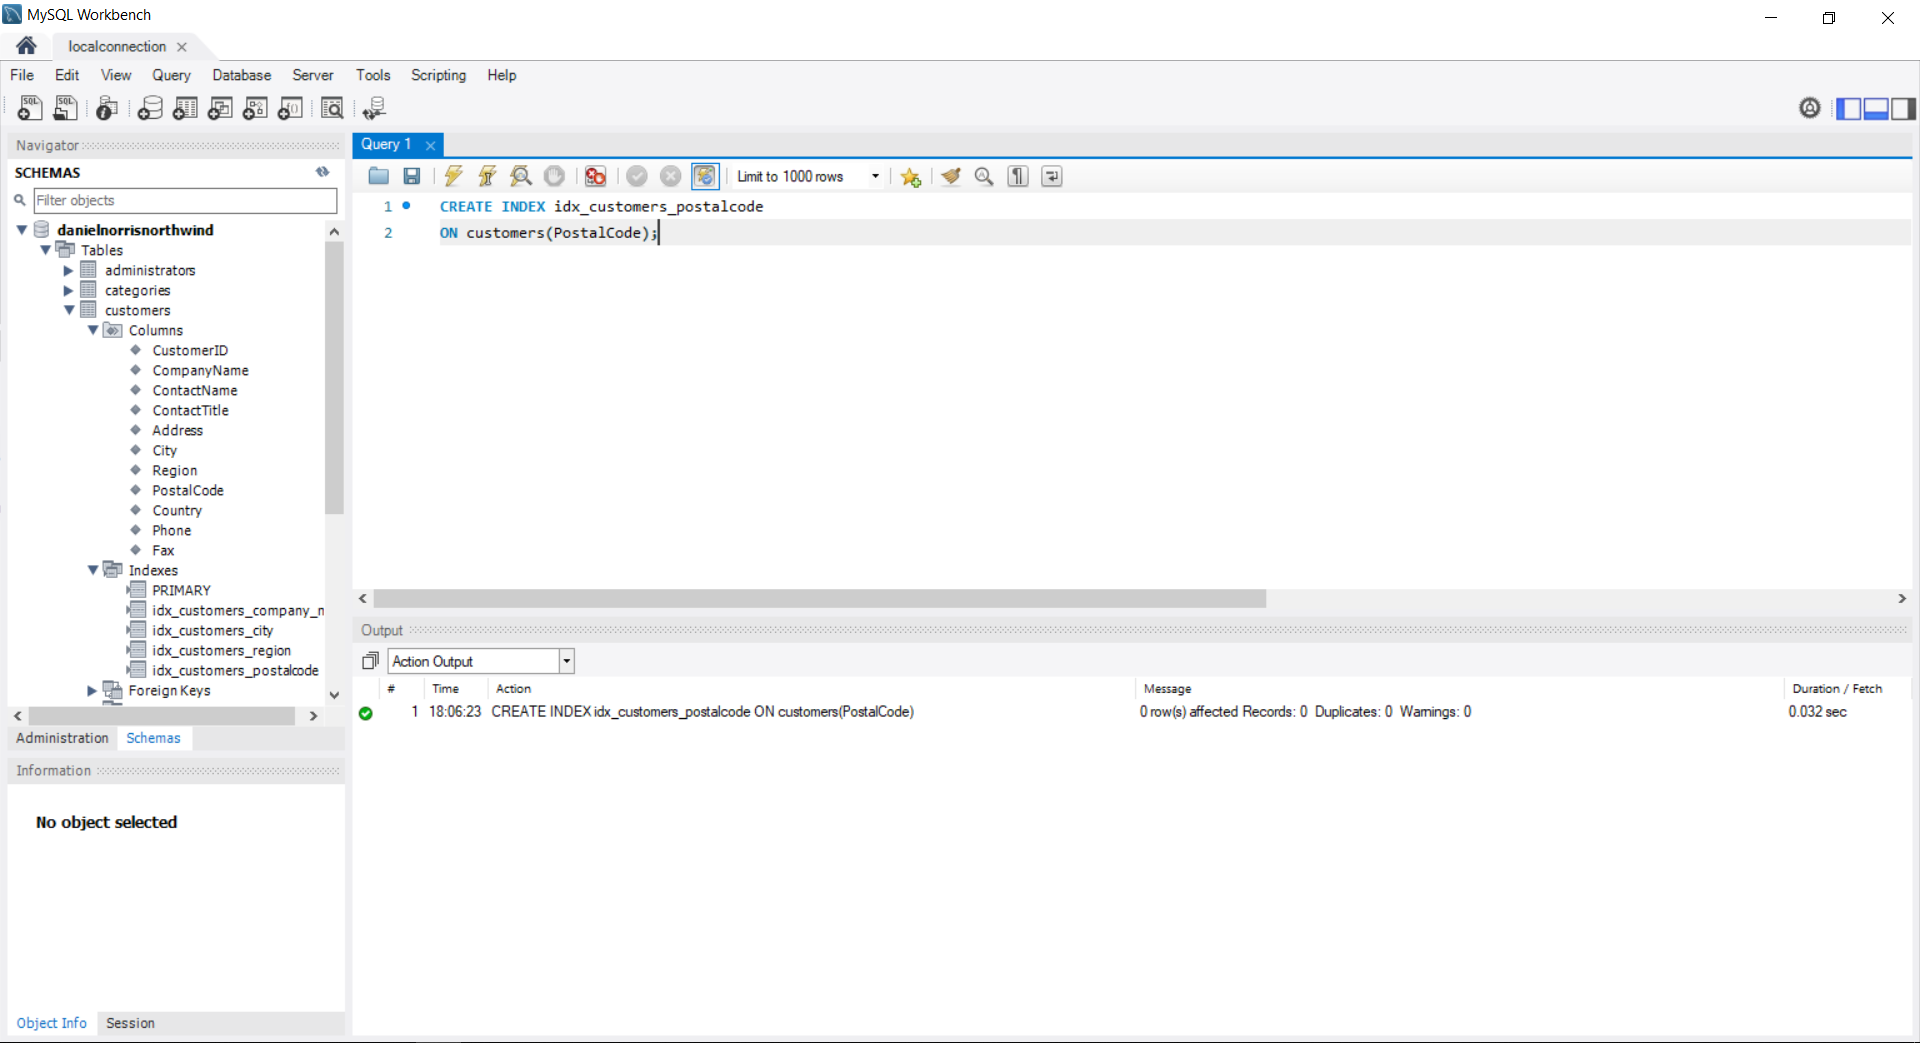 MySQL Workbench
localconnection
File Edit View Query Database Server Tools Scripting Help
Navigator
SCHEMAS
Filter objects
danielnorrisnorthwind
Tables
administrators
categories
customers
Columns
CustomerID
CompanyName
ContactName
ContactTitle
Address
City
Region
PostalCode
Country
Phone
Fax
Indexes
PRIMARY
idx_customers_company_n
idx_customers_city
idx_customers_region
idx_customers_postalcode
Foreign Keys
Administration Schemas
Information
No object selected
Object Info Session
Query 1
Limit to 1000 rows
1 CREATE INDEX idx_customers_postalcode
2 ON customers(PostalCode);
Output
Action Output
# Time Action Message Duration / Fetch
1 18:06:23 CREATE INDEX idx_customers_postalcode ON customers(PostalCode) 0 row(s) affected Records: 0 Duplicates: 0 Warnings: 0 0.032 sec